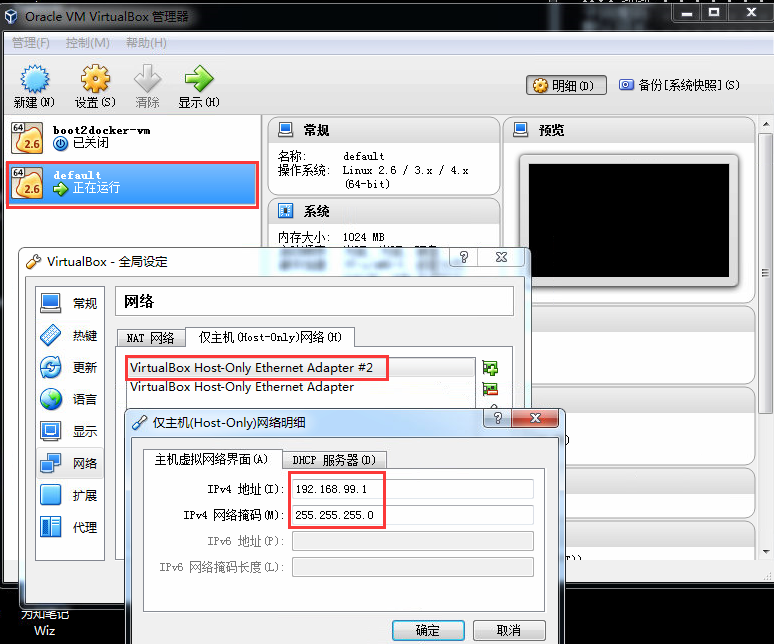 Oracle VM VirtualBox 管理器
管理(F) 控制(M) 帮助(H)
新建(N) 设置(S) 清除 显示(H)
明细(D) 备份[系统快照](S)
64
2.6
boot2docker-vm
已关闭
64
2.6
default
正在运行
常规
名称: default
操作系统: Linux 2.6 / 3.x / 4.x
(64-bit)
系统
内存大小: 1024 MB
预览
VirtualBox - 全局设定
常规
热键
更新
语言
显示
网络
扩展
代理
网络
NAT 网络 仅主机(Host-Only)网络(H)
VirtualBox Host-Only Ethernet Adapter #2
VirtualBox Host-Only Ethernet Adapter
仅主机(Host-Only)网络明细
主机虚拟网络界面(A) DHCP 服务器(D)
IPv4 地址(I): 192.168.99.1
IPv4 网络掩码(M): 255.255.255.0
IPv6 地址(P):
IPv6 网络掩码长度(L):
确定 取消
为知笔记
Wiz